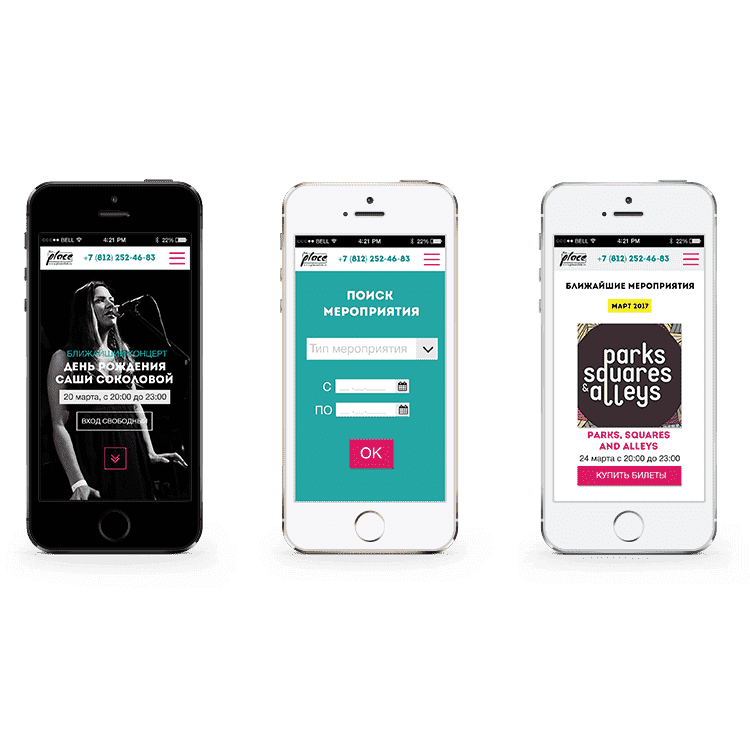 BELL
4:21 PM
22%
place
+7 (812) 252-46-83
БЛИЖАЙШИЙ КОНЦЕРТ
ДЕНЬ РОЖДЕНИЯ
САШИ СОКОЛОВОЙ
20 марта, с 20:00 до 23:00
ВХОД СВОБОДНЫЙ
BELL
4:21 PM
22%
place
+7 (812) 252-46-83
ПОИСК
МЕРОПРИЯТИЯ
Тип мероприятия
С
ПО
OK
BELL
4:21 PM
22%
place
+7 (812) 252-46-83
БЛИЖАЙШИЕ МЕРОПРИЯТИЯ
МАРТ 2017
parks
squares
& alleys
PARKS, SQUARES
AND ALLEYS
24 марта с 20:00 до 23:00
КУПИТЬ БИЛЕТЫ